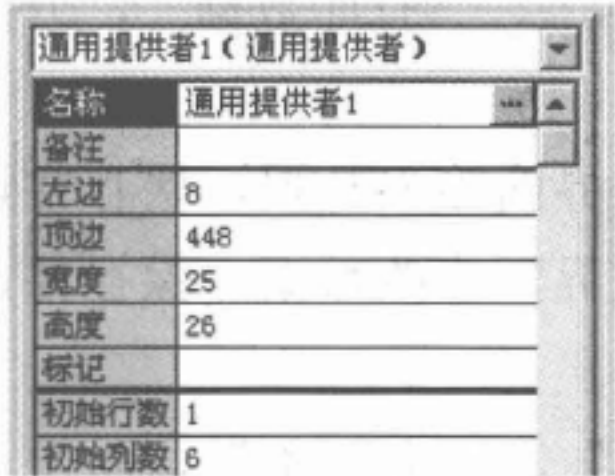 通用提供者1（通用提供者）
名称 通用提供者1 ...
备注
左边 8
顶边 448
宽度 25
高度 26
标记
初始行数 1
初始列数 6